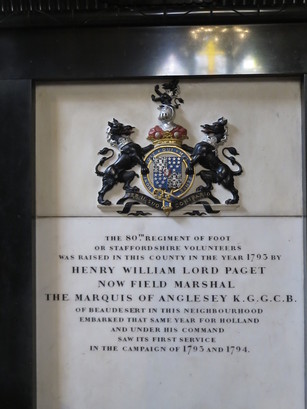 THE 80TH REGIMENT OF FOOT
OR STAFFORDSHIRE VOLUNTEERS
WAS RAISED IN THIS COUNTY IN THE YEAR 1793 BY
HENRY WILLIAM LORD PAGET
NOW FIELD MARSHAL
THE MARQUIS OF ANGLESEY K.G.G.C.B.
OF BEAUDESERT IN THIS NEIGHBOURHOOD
EMBARKED THAT SAME YEAR FOR HOLLAND
AND UNDER HIS COMMAND
SAW ITS FIRST SERVICE
IN THE CAMPAIGN OF 1793 AND 1794.